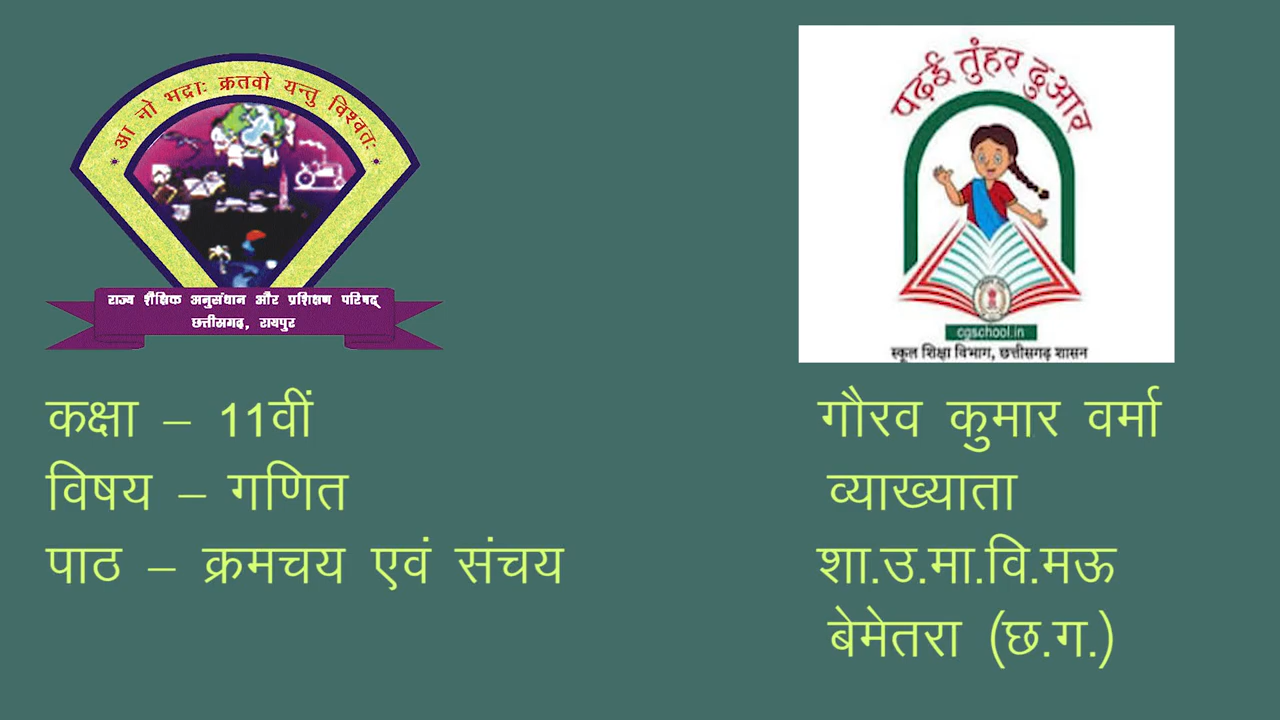 आ नो भद्राः क्रतवो यन्तु विश्वतः
राज्य शैक्षिक अनुसंधान और प्रशिक्षण परिषद्
छत्तीसगढ़, रायपुर
पढ़ई तुंहर दुआर
cgschool.in
स्कूल शिक्षा विभाग, छत्तीसगढ़ शासन
कक्षा – 11वीं
विषय – गणित
पाठ – क्रमचय एवं संचय
गौरव कुमार वर्मा
व्याख्याता
शा.उ.मा.वि.मऊ
बेमेतरा (छ.ग.)